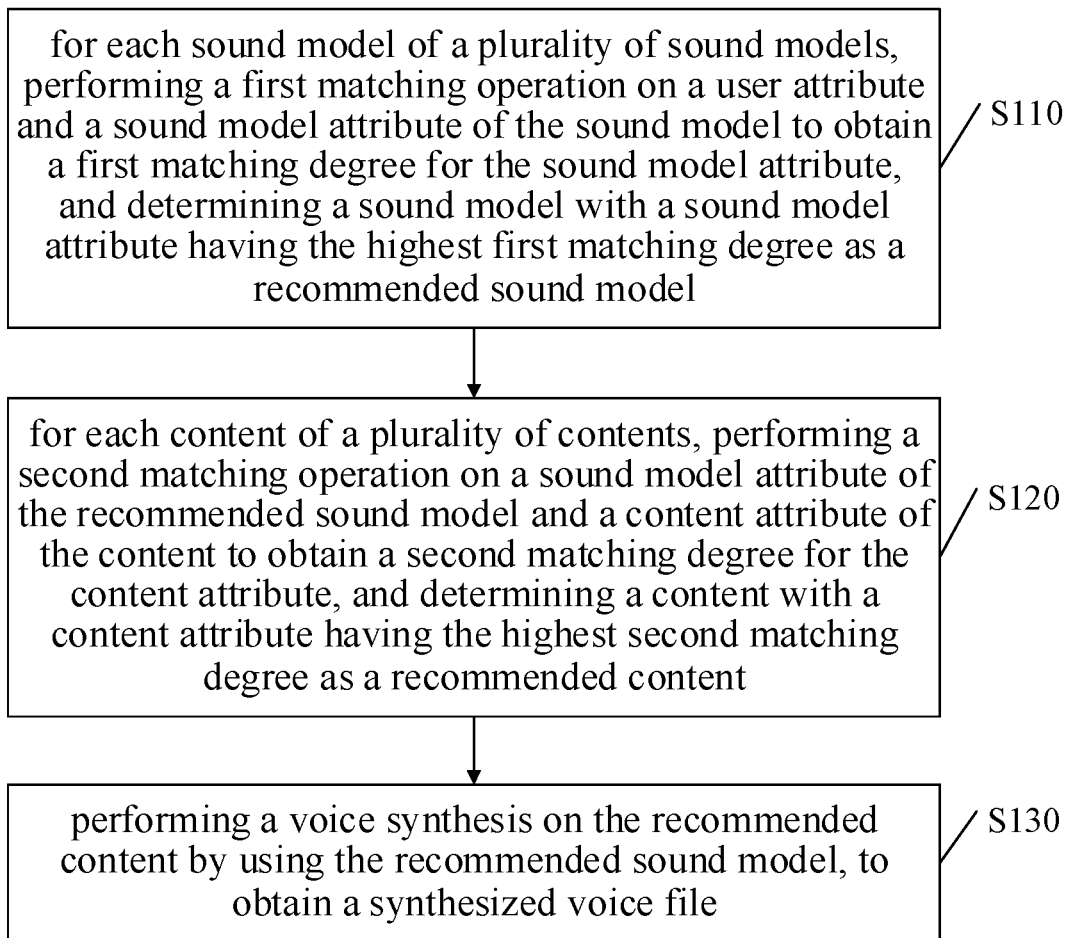 for each sound model of a plurality of sound models,
performing a first matching operation on a user attribute
and a sound model attribute of the sound model to obtain
a first matching degree for the sound model attribute,
and determining a sound model with a sound model
attribute having the highest first matching degree as a
recommended sound model
S110
for each content of a plurality of contents, performing a
second matching operation on a sound model attribute of
the recommended sound model and a content attribute of
the content to obtain a second matching degree for the
content attribute, and determining a content with a
content attribute having the highest second matching
degree as a recommended content
S120
performing a voice synthesis on the recommended
content by using the recommended sound model, to
obtain a synthesized voice file
S130